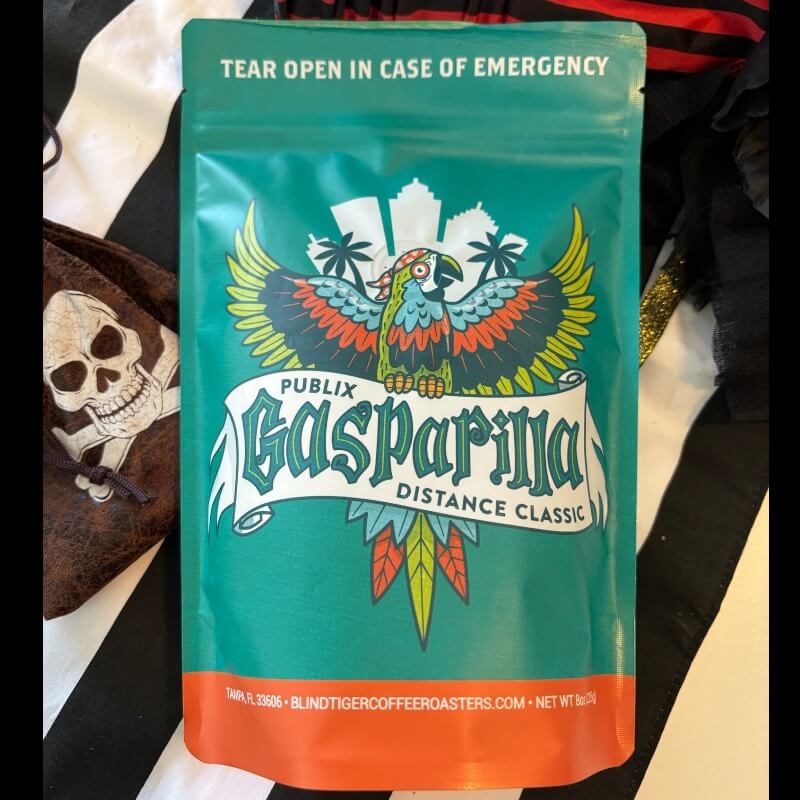 TEAR OPEN IN CASE OF EMERGENCY
PUBLIX
Gasparilla
DISTANCE CLASSIC
TAMPA, FL 33606 • BLINDTIGERCOFFEEROASTERS.COM • NET WT 8oz